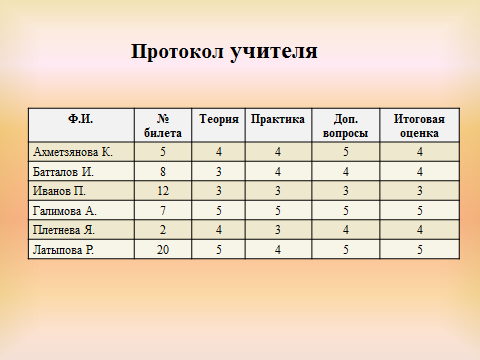 Протокол учителя
Ф.И. № билета Теория Практика Доп. вопросы Итоговая оценка
Ахметзянова К. 5 4 4 5 4
Батталов И. 8 3 4 4 4
Иванов П. 12 3 3 3 3
Галимова А. 7 5 5 5 5
Плетнева Я. 2 4 3 4 4
Латыпова Р. 20 5 4 5 5